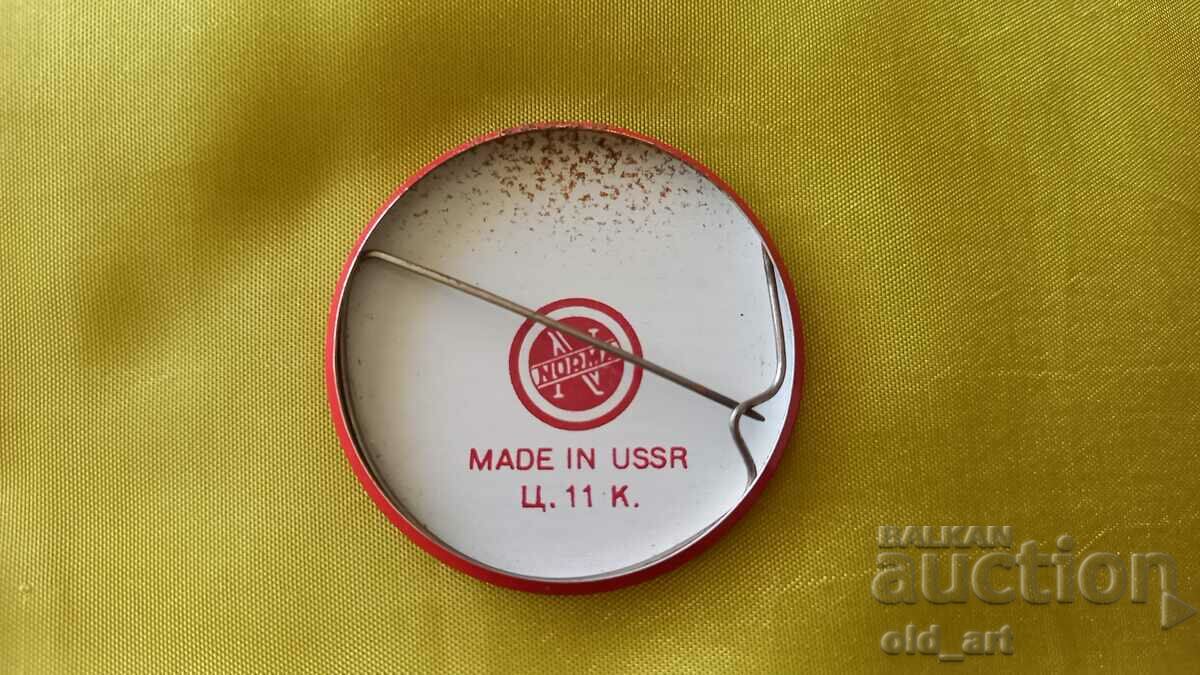 NORMA
MADE IN USSR
Ц. 11 К.
BALKAN
auction
old_art